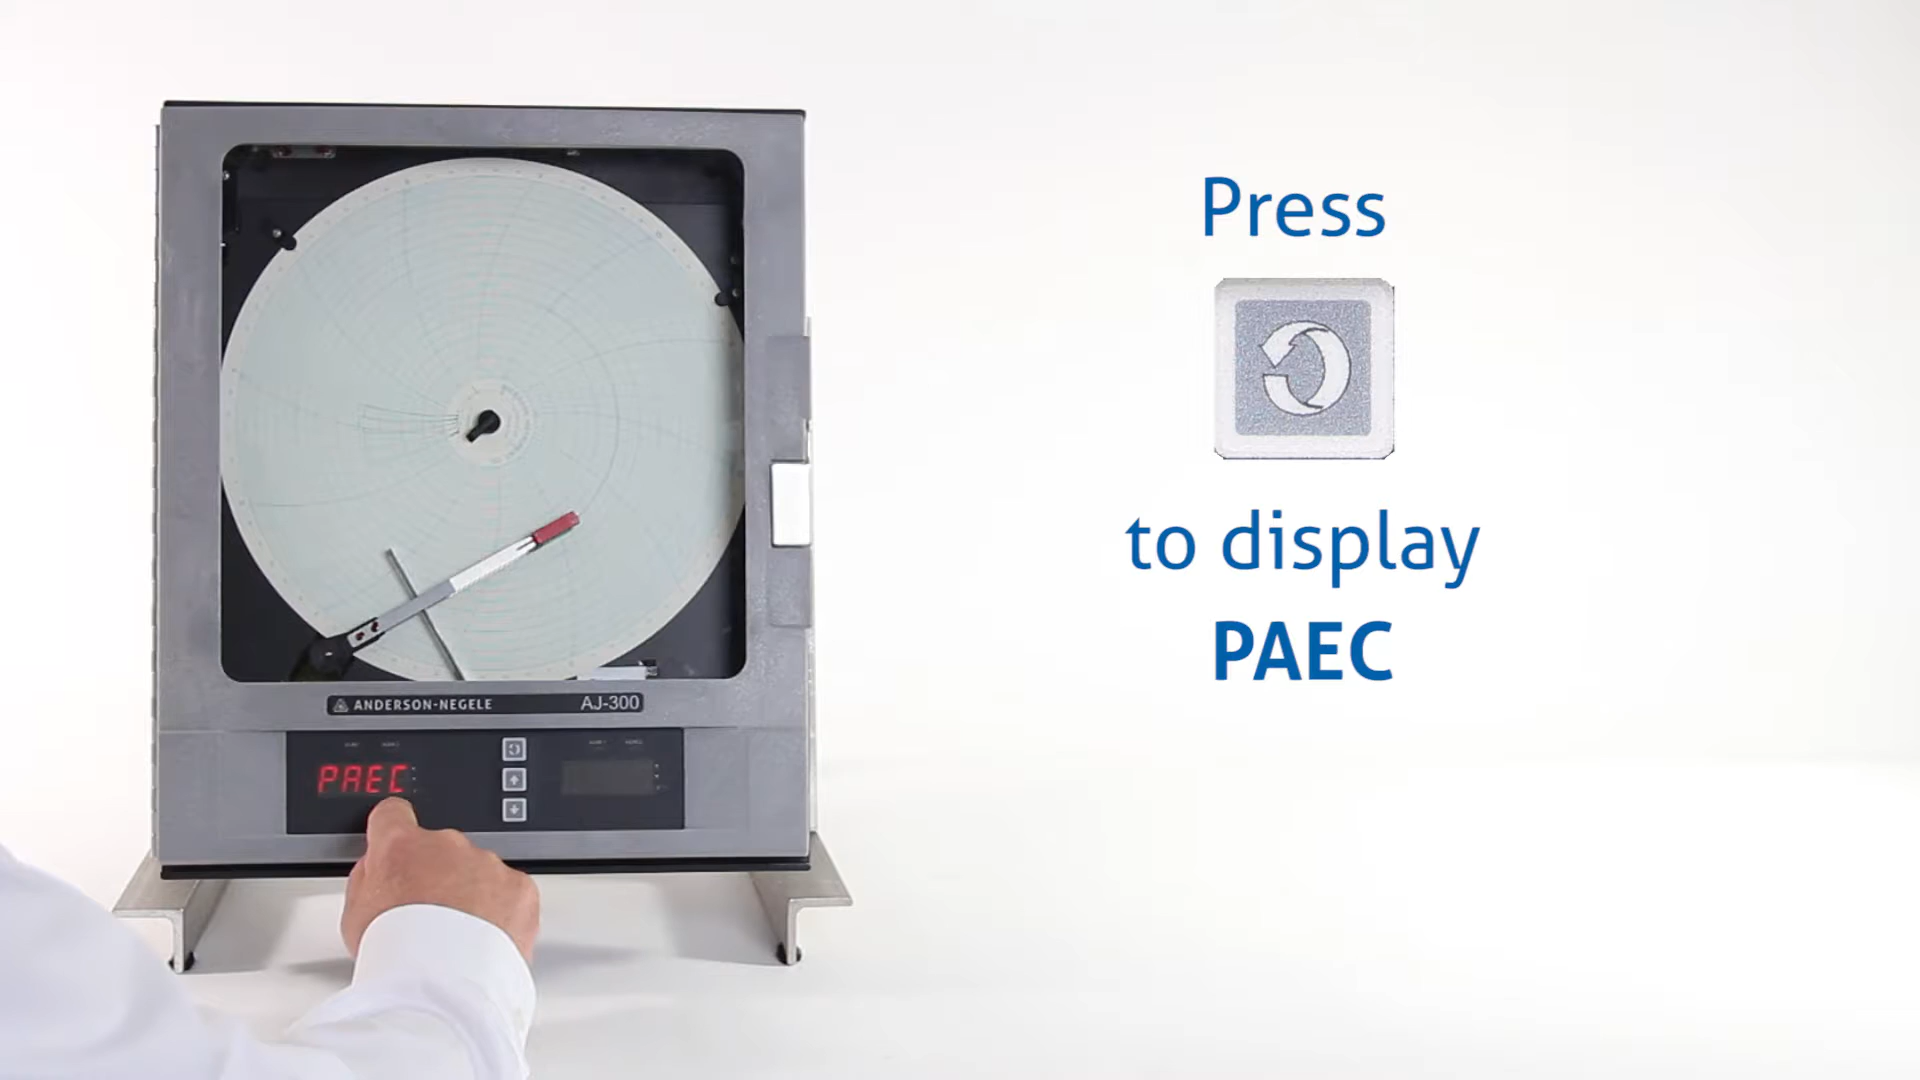 Press
to display
PAEC
ANDERSON-NEGELE AJ-300
PAEC